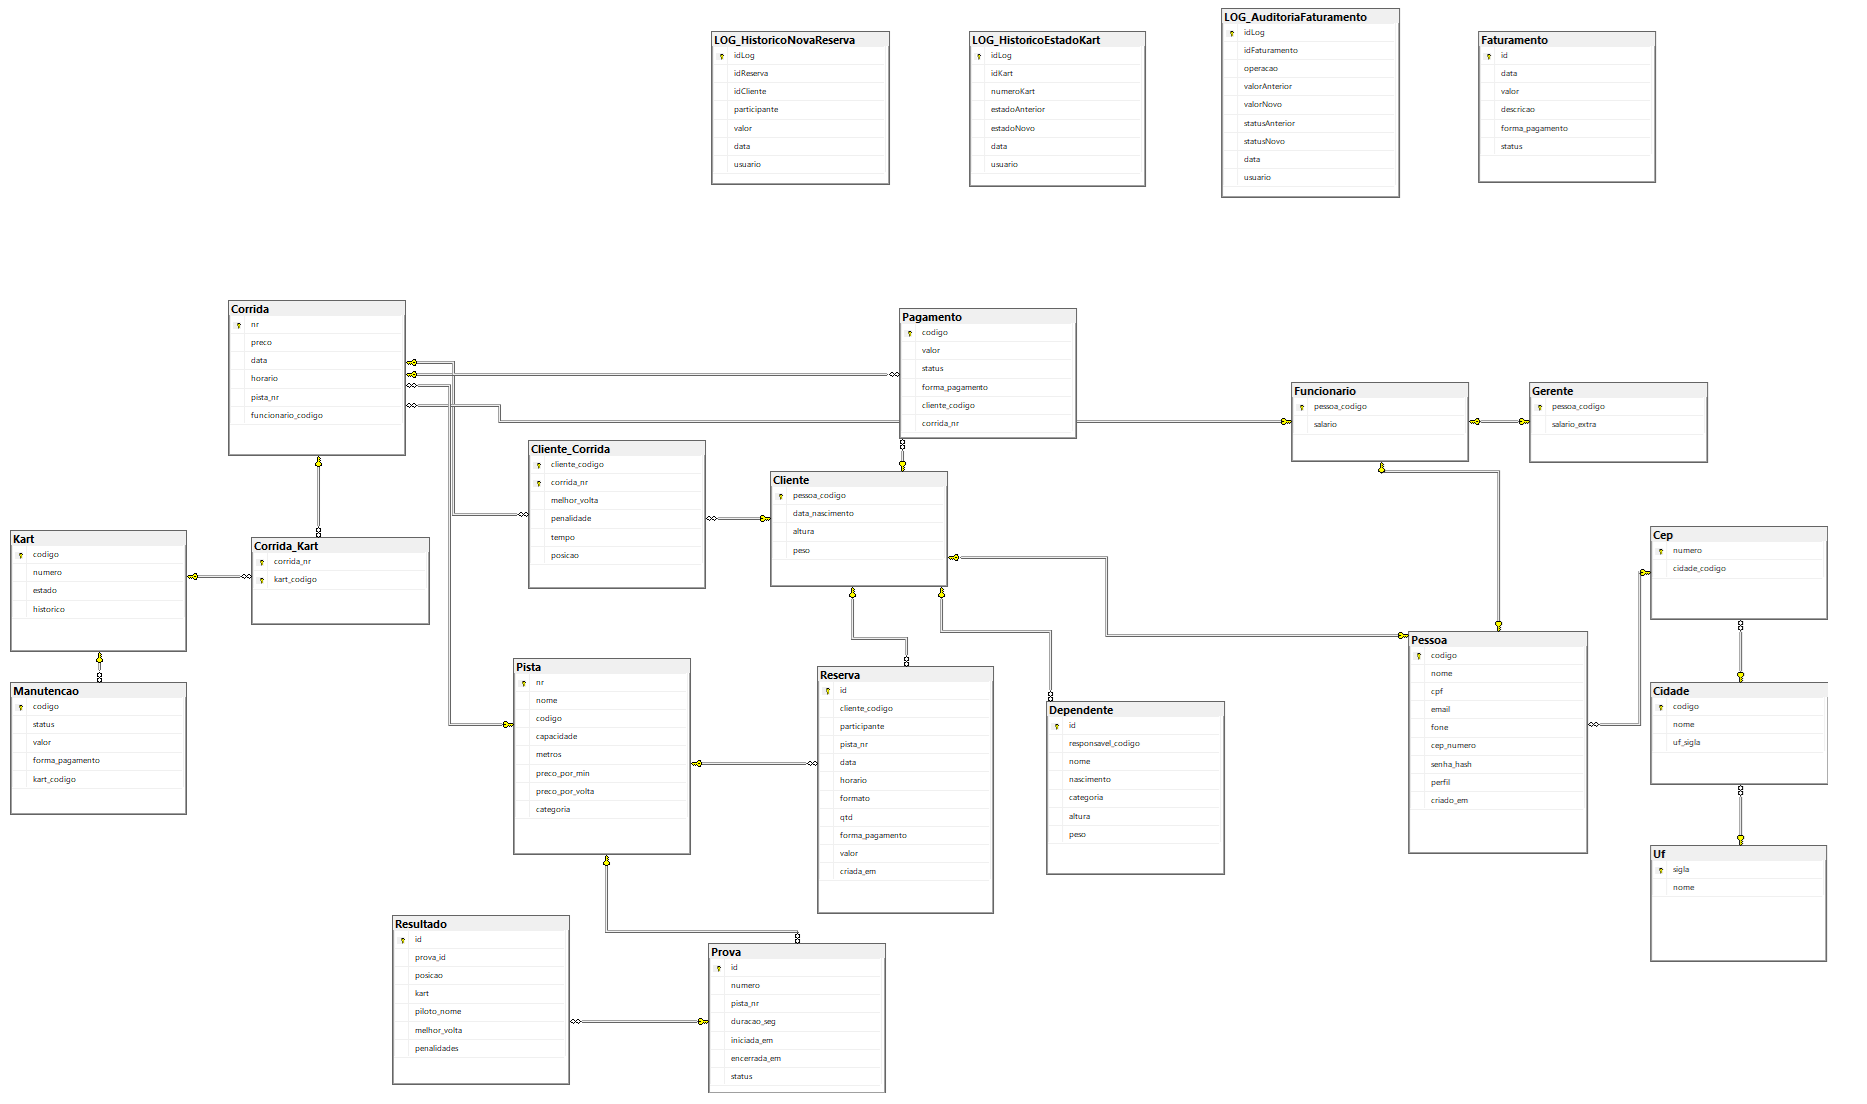 LOG_HistoricoNovaReserva
idLog
idReserva
idCliente
participante
valor
data
usuario
LOG_HistoricoEstadoKart
idLog
idKart
numeroKart
estadoAnterior
estadoNovo
data
usuario
LOG_AuditoriaFaturamento
idLog
idFaturamento
operacao
valorAnterior
valorNovo
statusAnterior
statusNovo
data
usuario
Faturamento
id
data
valor
descricao
forma_pagamento
status
Corrida
nr
preco
data
horario
pista_nr
funcionario_codigo
Pagamento
codigo
valor
status
forma_pagamento
cliente_codigo
corrida_nr
Funcionario
pessoa_codigo
salario
Gerente
pessoa_codigo
salario_extra
Cliente_Corrida
cliente_codigo
corrida_nr
melhor_volta
penalidade
tempo
posicao
Cliente
pessoa_codigo
data_nascimento
altura
peso
Kart
codigo
numero
estado
historico
Corrida_Kart
corrida_nr
kart_codigo
Cep
numero
cidade_codigo
Manutencao
codigo
status
valor
forma_pagamento
kart_codigo
Pista
nr
nome
codigo
capacidade
metros
preco_por_min
preco_por_volta
categoria
Reserva
id
cliente_codigo
participante
pista_nr
data
horario
formato
qtd
forma_pagamento
valor
criada_em
Dependente
id
responsavel_codigo
nome
nascimento
categoria
altura
peso
Pessoa
codigo
nome
cpf
email
fone
cep_numero
senha_hash
perfil
criado_em
Cidade
codigo
nome
uf_sigla
Uf
sigla
nome
Resultado
id
prova_id
posicao
kart
piloto_nome
melhor_volta
penalidades
Prova
id
numero
pista_nr
duracao_seg
iniciada_em
encerrada_em
status